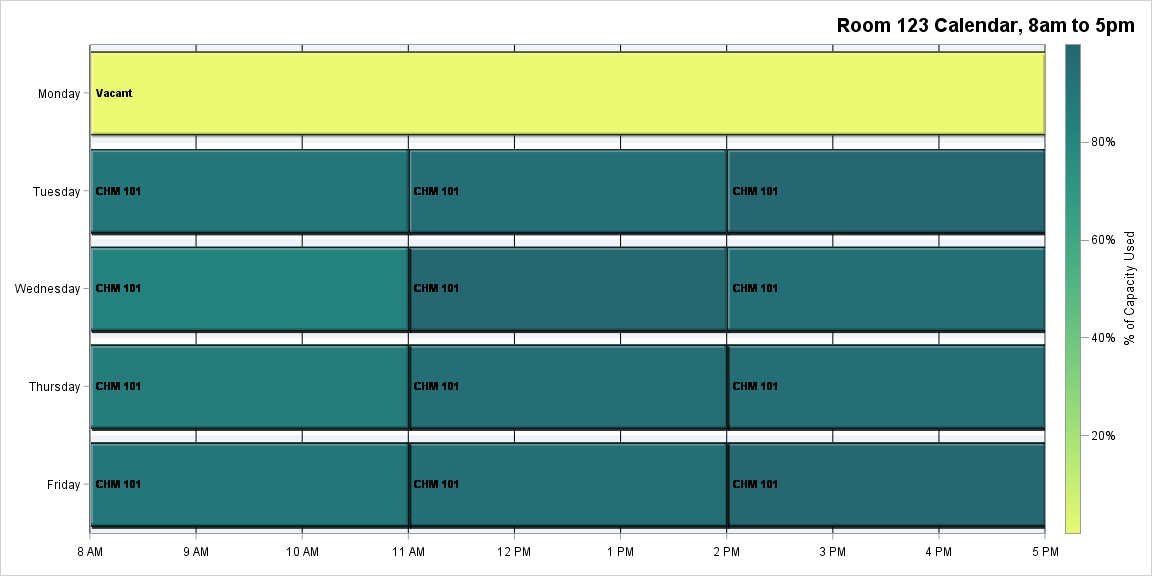 Room 123 Calendar, 8am to 5pm
Monday
Vacant
Tuesday
CHM 101
CHM 101
CHM 101
Wednesday
CHM 101
CHM 101
CHM 101
Thursday
CHM 101
CHM 101
CHM 101
Friday
CHM 101
CHM 101
CHM 101
8 AM
9 AM
10 AM
11 AM
12 PM
1 PM
2 PM
3 PM
4 PM
5 PM
80%
60%
40%
20%
% of Capacity Used